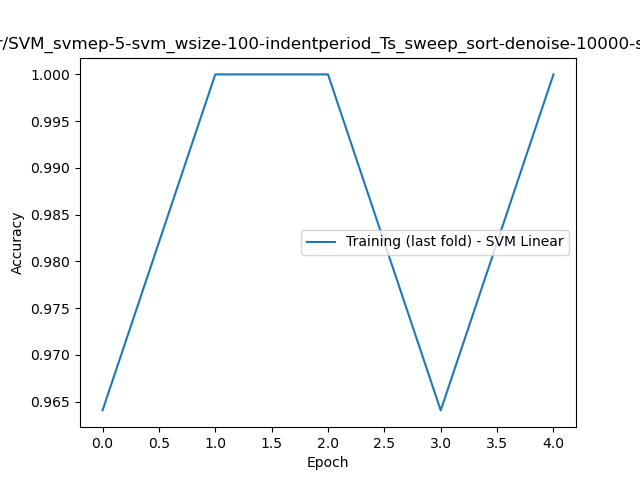 r/SVM_svmep-5-svm_wsize-100-indentperiod_Ts_sweep_sort-denoise-10000-s
1.000
0.995
0.990
0.985
0.980
0.975
0.970
0.965
Accuracy
Training (last fold) - SVM Linear
0.0 0.5 1.0 1.5 2.0 2.5 3.0 3.5 4.0
Epoch